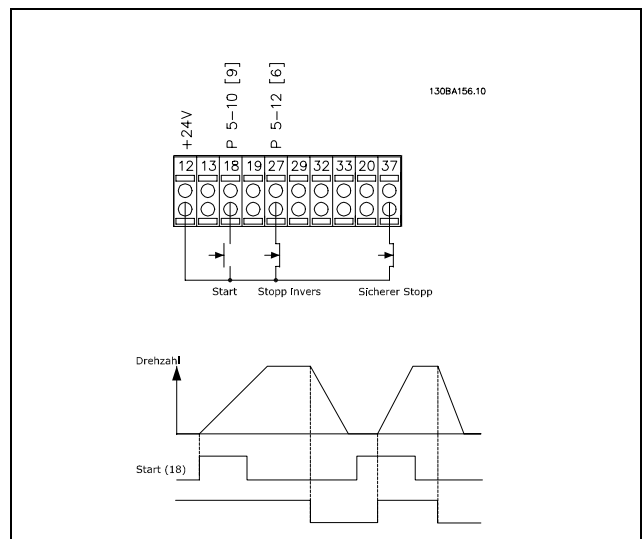 130BA156.10
+24V
P 5-10 [9]
P 5-12 [6]
12 13 18 19 27 29 32 33 20 37
Start Stopp invers Sicherer Stopp
Drehzahl
Start (18)